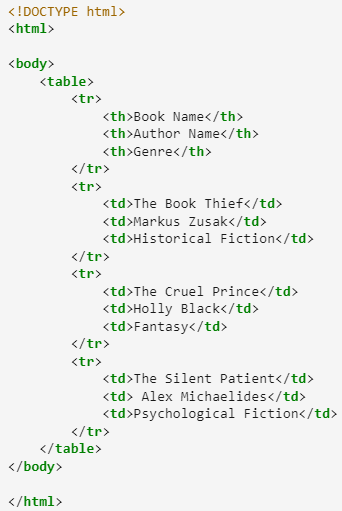 <!DOCTYPE html>
<html>
<body>
<table>
<tr>
<th>Book Name</th>
<th>Author Name</th>
<th>Genre</th>
</tr>
<tr>
<td>The Book Thief</td>
<td>Markus Zusak</td>
<td>Historical Fiction</td>
</tr>
<tr>
<td>The Cruel Prince</td>
<td>Holly Black</td>
<td>Fantasy</td>
</tr>
<tr>
<td>The Silent Patient</td>
<td> Alex Michaelides</td>
<td>Psychological Fiction</td>
</tr>
</table>
</body>
</html>